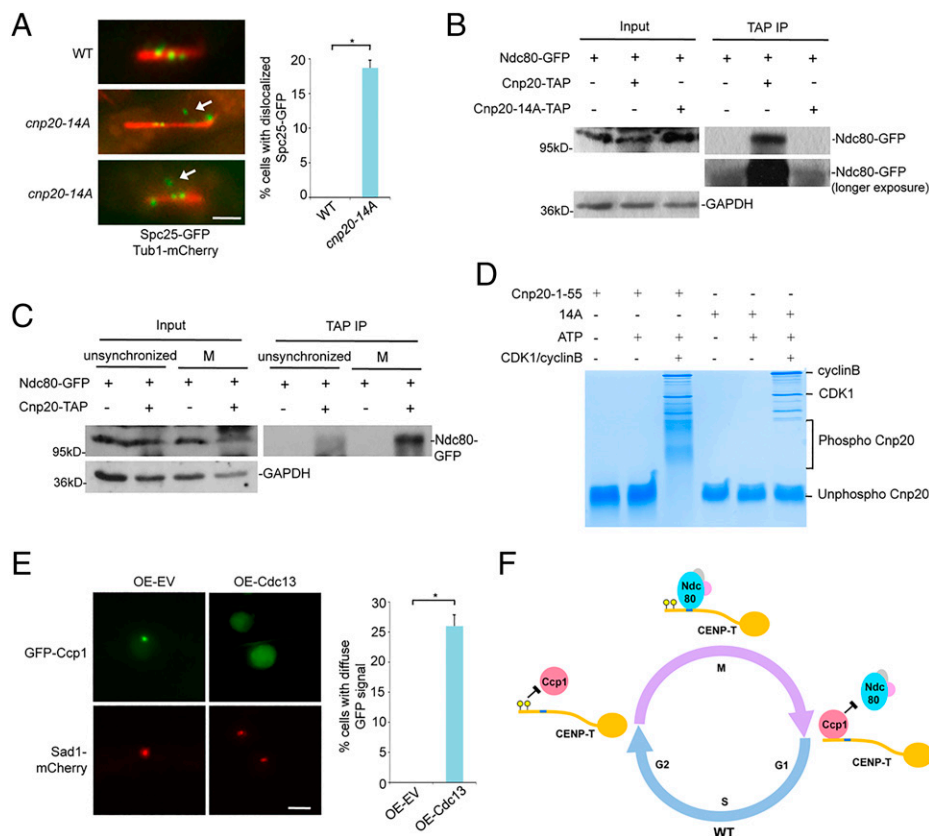 A
WT
cnp20-14A
cnp20-14A
Spc25-GFP
Tub1-mCherry
% cells with dislocalized
Spc25-GFP
20
15
10
5
0
*
WT
cnp20-14A
B
Input
TAP IP
Ndc80-GFP + + + + + +
Cnp20-TAP - + - - + -
Cnp20-14A-TAP - - + - - +
95kD-
-Ndc80-GFP
-Ndc80-GFP
(longer exposure)
36kD-
-GAPDH
C
Input
TAP IP
unsynchronized M unsynchronized M
Ndc80-GFP + + + + + + + +
Cnp20-TAP - + - + - + - +
95kD-
-Ndc80-
GFP
36kD-
-GAPDH
D
Cnp20-1-55 + + + - - -
14A - - - + + +
ATP - + + - + +
CDK1/cyclinB - - + - - +
cyclinB
CDK1
Phospho Cnp20
Unphospho Cnp20
E
OE-EV
OE-Cdc13
GFP-Ccp1
Sad1-
mCherry
% cells with diffuse
GFP signal
30
25
20
15
10
5
0
*
OE-EV
OE-Cdc13
F
Ndc
80
CENP-T
M
Ccp1
CENP-T
Ndc
80
Ccp1
CENP-T
G2
G1
S
WT